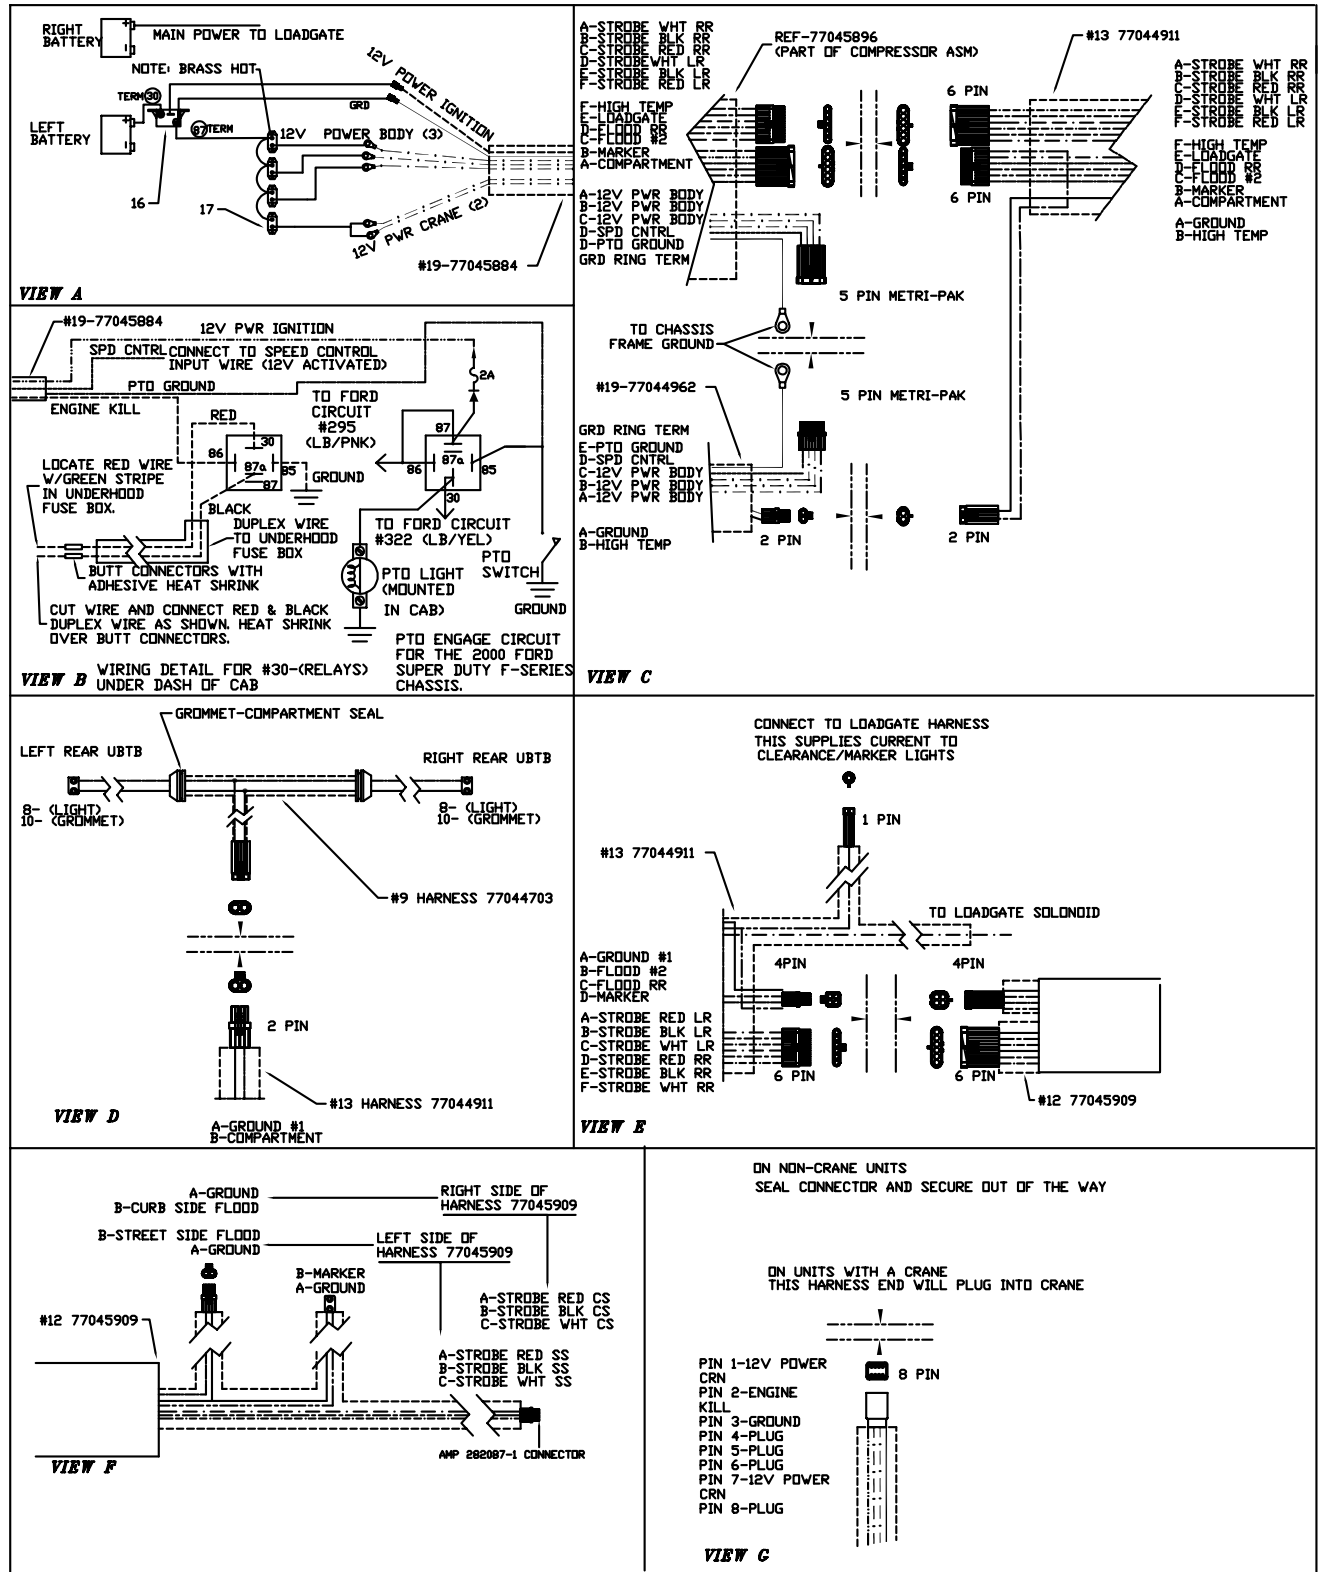 RIGHT
BATTERY
MAIN POWER TO LOADGATE
NOTE: BRASS HOT
TERM 30
LEFT
BATTERY
87 TERM
16
17
12V POWER IGNITION
GRD
12V POWER BODY (3)
12V PWR CRANE (2)
#19-77045884
VIEW A
#19-77045884
12V PWR IGNITION
SPD CNTRL
CONNECT TO SPEED CONTROL
INPUT WIRE (12V ACTIVATED)
PTO GROUND
ENGINE KILL
2A
RED
TO FORD
CIRCUIT
#295
(LB/PNK)
86
30
87a
85
87
87
86
87a
85
30
GROUND
LOCATE RED WIRE
W/GREEN STRIPE
IN UNDERHOOD
FUSE BOX.
BLACK
DUPLEX WIRE
TO UNDERHOOD
FUSE BOX
TO FORD CIRCUIT
#322 (LB/YEL)
PTO
SWITCH
BUTT CONNECTORS WITH
ADHESIVE HEAT SHRINK
PTO LIGHT
(MOUNTED
IN CAB)
GROUND
CUT WIRE AND CONNECT RED & BLACK
DUPLEX WIRE AS SHOWN. HEAT SHRINK
OVER BUTT CONNECTORS.
PTO ENGAGE CIRCUIT
FOR THE 2000 FORD
SUPER DUTY F-SERIES
CHASSIS.
VIEW B
WIRING DETAIL FOR #30-(RELAYS)
UNDER DASH OF CAB
A-STROBE WHT RR
B-STROBE BLK RR
C-STROBE RED RR
D-STROBEWHT LR
E-STROBE BLK LR
F-STROBE RED LR
F-HIGH TEMP
E-LOADGATE
D-FLOOD RR
C-FLOOD #2
B-MARKER
A-COMPARTMENT
A-12V PWR BODY
B-12V PWR BODY
C-12V PWR BODY
D-SPD CNTRL
D-PTO GROUND
GRD RING TERM
REF-77045896
(PART OF COMPRESSOR ASM)
#13 77044911
6 PIN
6 PIN
A-STROBE WHT RR
B-STROBE BLK RR
C-STROBE RED RR
D-STROBE WHT LR
E-STROBE BLK LR
F-STROBE RED LR
F-HIGH TEMP
E-LOADGATE
D-FLOOD RR
C-FLOOD #2
B-MARKER
A-COMPARTMENT
A-GROUND
B-HIGH TEMP
5 PIN METRI-PAK
TO CHASSIS
FRAME GROUND
#19-77044962
5 PIN METRI-PAK
GRD RING TERM
E-PTO GROUND
D-SPD CNTRL
C-12V PWR BODY
B-12V PWR BODY
A-12V PWR BODY
A-GROUND
B-HIGH TEMP
2 PIN
2 PIN
VIEW C
GROMMET-COMPARTMENT SEAL
LEFT REAR UBTB
RIGHT REAR UBTB
8- (LIGHT)
10- (GROMMET)
8- (LIGHT)
10- (GROMMET)
#9 HARNESS 77044703
2 PIN
#13 HARNESS 77044911
A-GROUND #1
B-COMPARTMENT
VIEW D
CONNECT TO LOADGATE HARNESS
THIS SUPPLIES CURRENT TO
CLEARANCE/MARKER LIGHTS
1 PIN
#13 77044911
TO LOADGATE SOLONOID
A-GROUND #1
B-FLOOD #2
C-FLOOD RR
D-MARKER
4PIN
4PIN
A-STROBE RED LR
B-STROBE BLK LR
C-STROBE WHT LR
D-STROBE RED RR
E-STROBE BLK RR
F-STROBE WHT RR
6 PIN
6 PIN
#12 77045909
VIEW E
A-GROUND
B-CURB SIDE FLOOD
RIGHT SIDE OF
HARNESS 77045909
B-STREET SIDE FLOOD
A-GROUND
LEFT SIDE OF
HARNESS 77045909
B-MARKER
A-GROUND
#12 77045909
A-STROBE RED CS
B-STROBE BLK CS
C-STROBE WHT CS
A-STROBE RED SS
B-STROBE BLK SS
C-STROBE WHT SS
AMP 282087-1 CONNECTOR
VIEW F
ON NON-CRANE UNITS
SEAL CONNECTOR AND SECURE OUT OF THE WAY
ON UNITS WITH A CRANE
THIS HARNESS END WILL PLUG INTO CRANE
8 PIN
PIN 1-12V POWER
CRN
PIN 2-ENGINE
KILL
PIN 3-GROUND
PIN 4-PLUG
PIN 5-PLUG
PIN 6-PLUG
PIN 7-12V POWER
CRN
PIN 8-PLUG
VIEW G